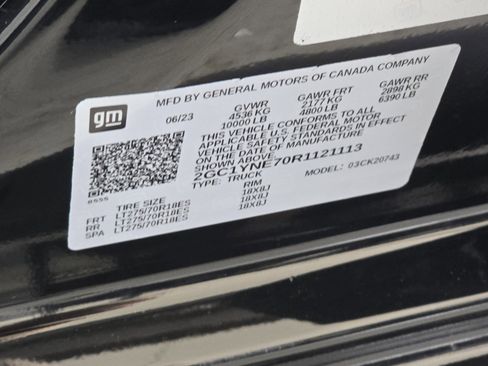 MFD BY GENERAL MOTORS OF CANADA COMPANY
gm
06/23 GVWR GAWR FRT GAWR RR
4536 KG 2177 KG 2898 KG
10000 LB 4800 LB 6390 LB
THIS VEHICLE CONFORMS TO ALL
APPLICABLE U.S. FEDERAL MOTOR
VEHICLE SAFETY STANDARDS IN EFFECT
ON THE DATE OF MANUFACTURE
SHOWN ABOVE.
2GC1YNE70R1121113
TYPE: TRUCK MODEL: 03CK20743
8555
TIRE SIZE RIM
FRT LT275/70R18ES 18X8J
RR LT275/70R18ES 18X8J
SPA LT275/70R18ES 18X8J